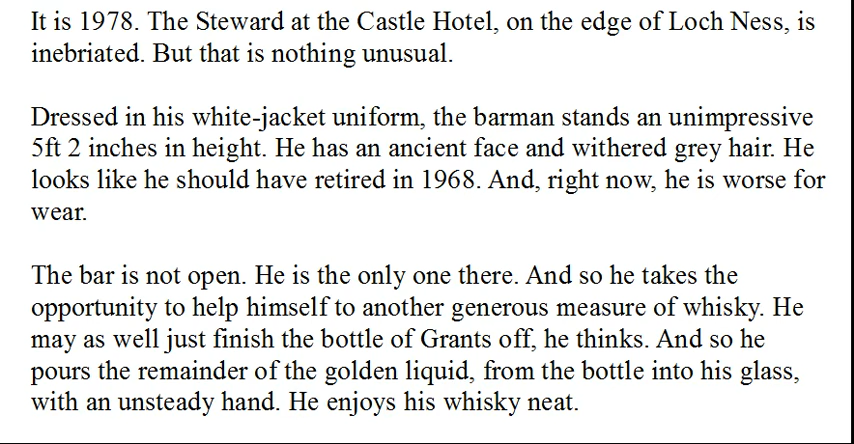 It is 1978. The Steward at the Castle Hotel, on the edge of Loch Ness, is
inebriated. But that is nothing unusual.
Dressed in his white-jacket uniform, the barman stands an unimpressive
5ft 2 inches in height. He has an ancient face and withered grey hair. He
looks like he should have retired in 1968. And, right now, he is worse for
wear.
The bar is not open. He is the only one there. And so he takes the
opportunity to help himself to another generous measure of whisky. He
may as well just finish the bottle of Grants off, he thinks. And so he
pours the remainder of the golden liquid, from the bottle into his glass,
with an unsteady hand. He enjoys his whisky neat.